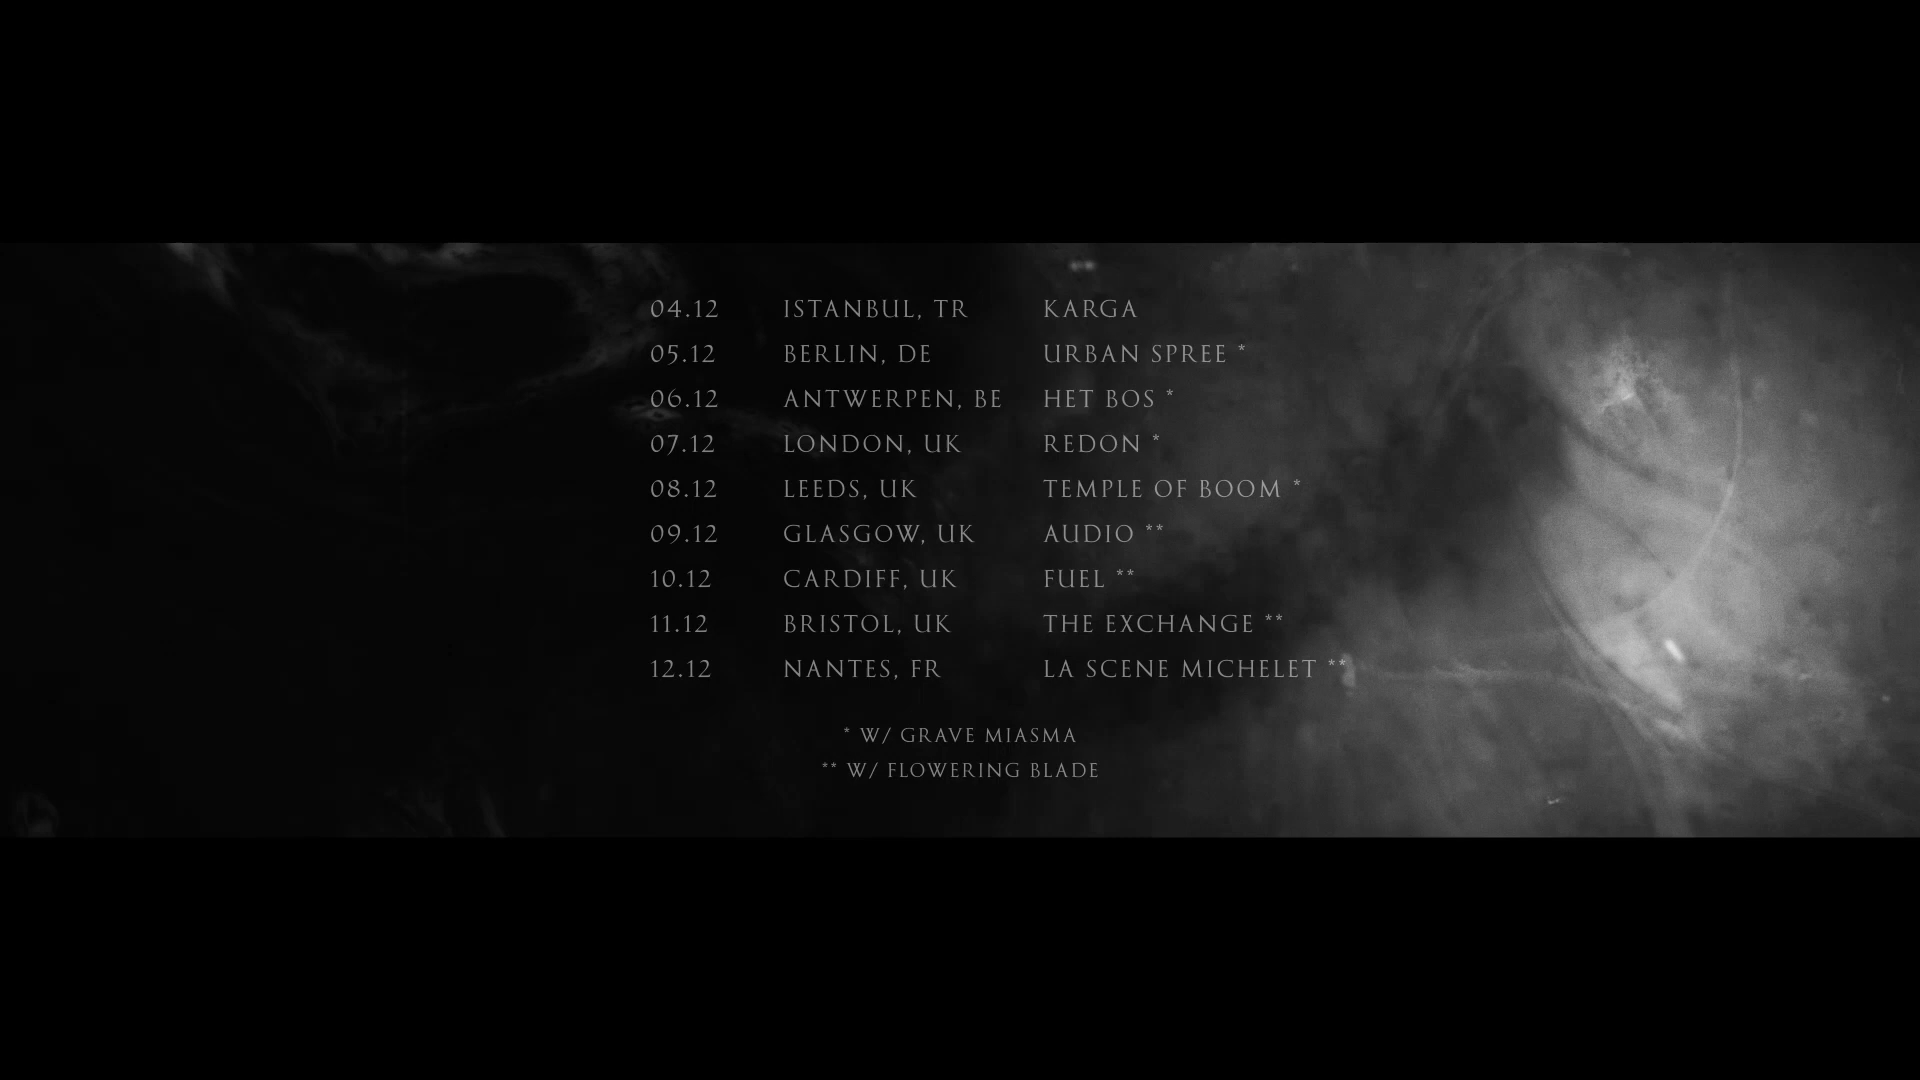 04.12 ISTANBUL, TR KARGA
05.12 BERLIN, DE URBAN SPREE *
06.12 ANTWERPEN, BE HET BOS *
07.12 LONDON, UK REDON *
08.12 LEEDS, UK TEMPLE OF BOOM *
09.12 GLASGOW, UK AUDIO **
10.12 CARDIFF, UK FUEL **
11.12 BRISTOL, UK THE EXCHANGE **
12.12 NANTES, FR LA SCENE MICHELET **
* W/ GRAVE MIASMA
** W/ FLOWERING BLADE